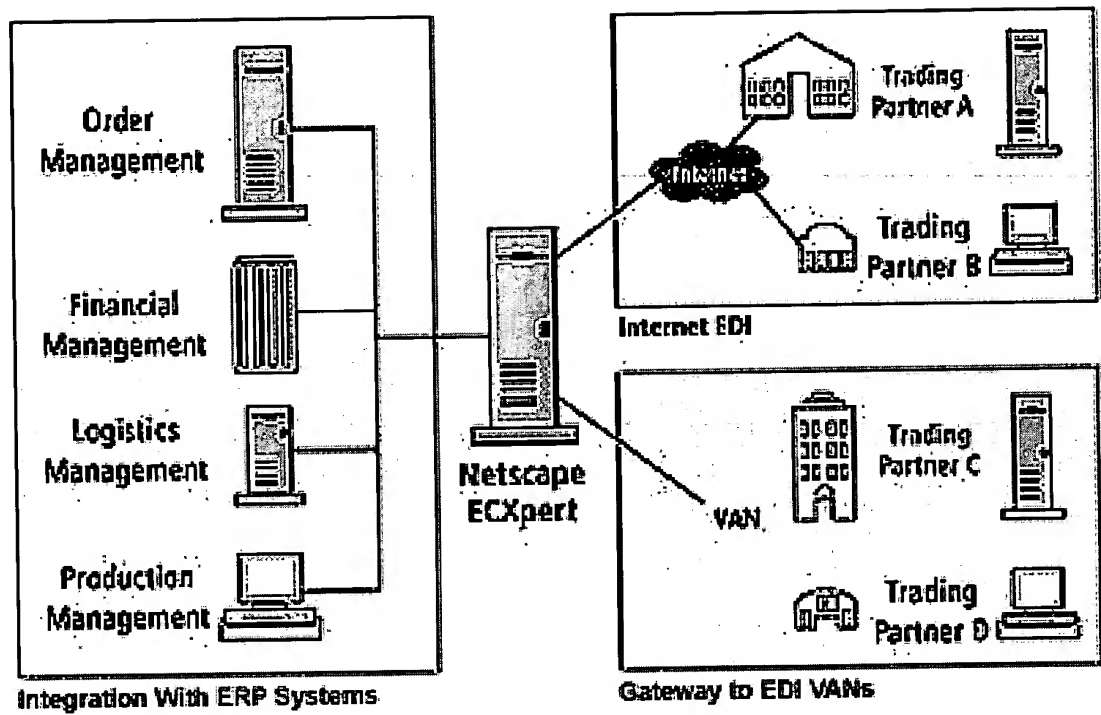 Order
Management
Financial
Management
Logistics
Management
Production
Management
Integration With ERP Systems
Netscape
ECXpert
Internet
Trading
Partner A
Trading
Partner B
Internet EDI
VAN
Trading
Partner C
Trading
Partner D
Gateway to EDI VANs